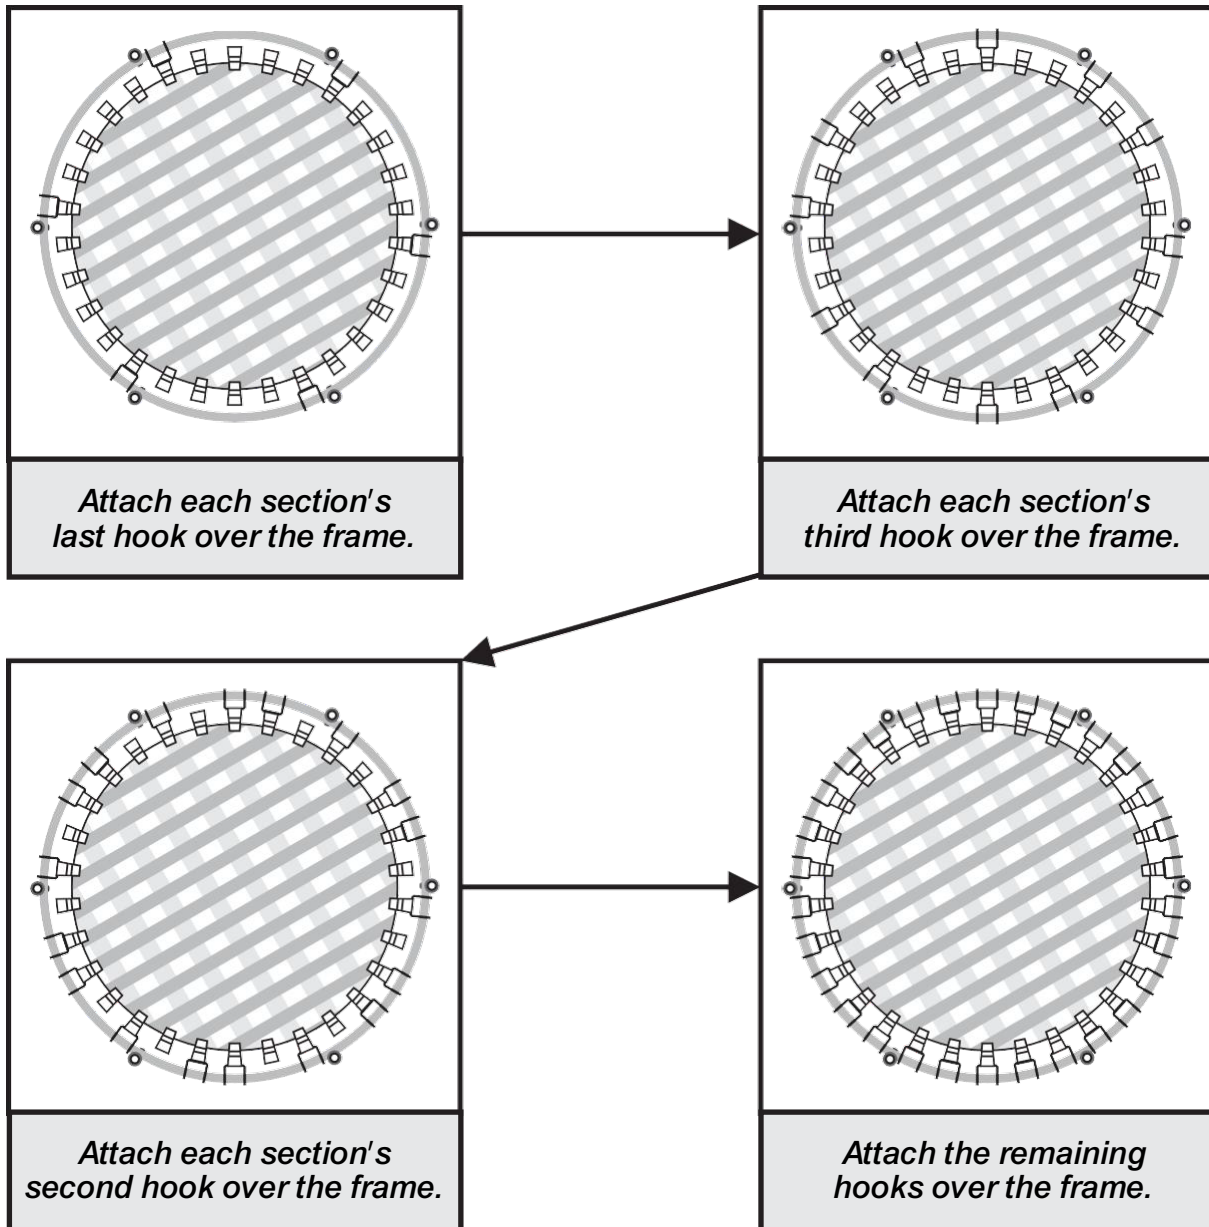 Attach each section's
last hook over the frame.
Attach each section's
third hook over the frame.
Attach each section's
second hook over the frame.
Attach the remaining
hooks over the frame.